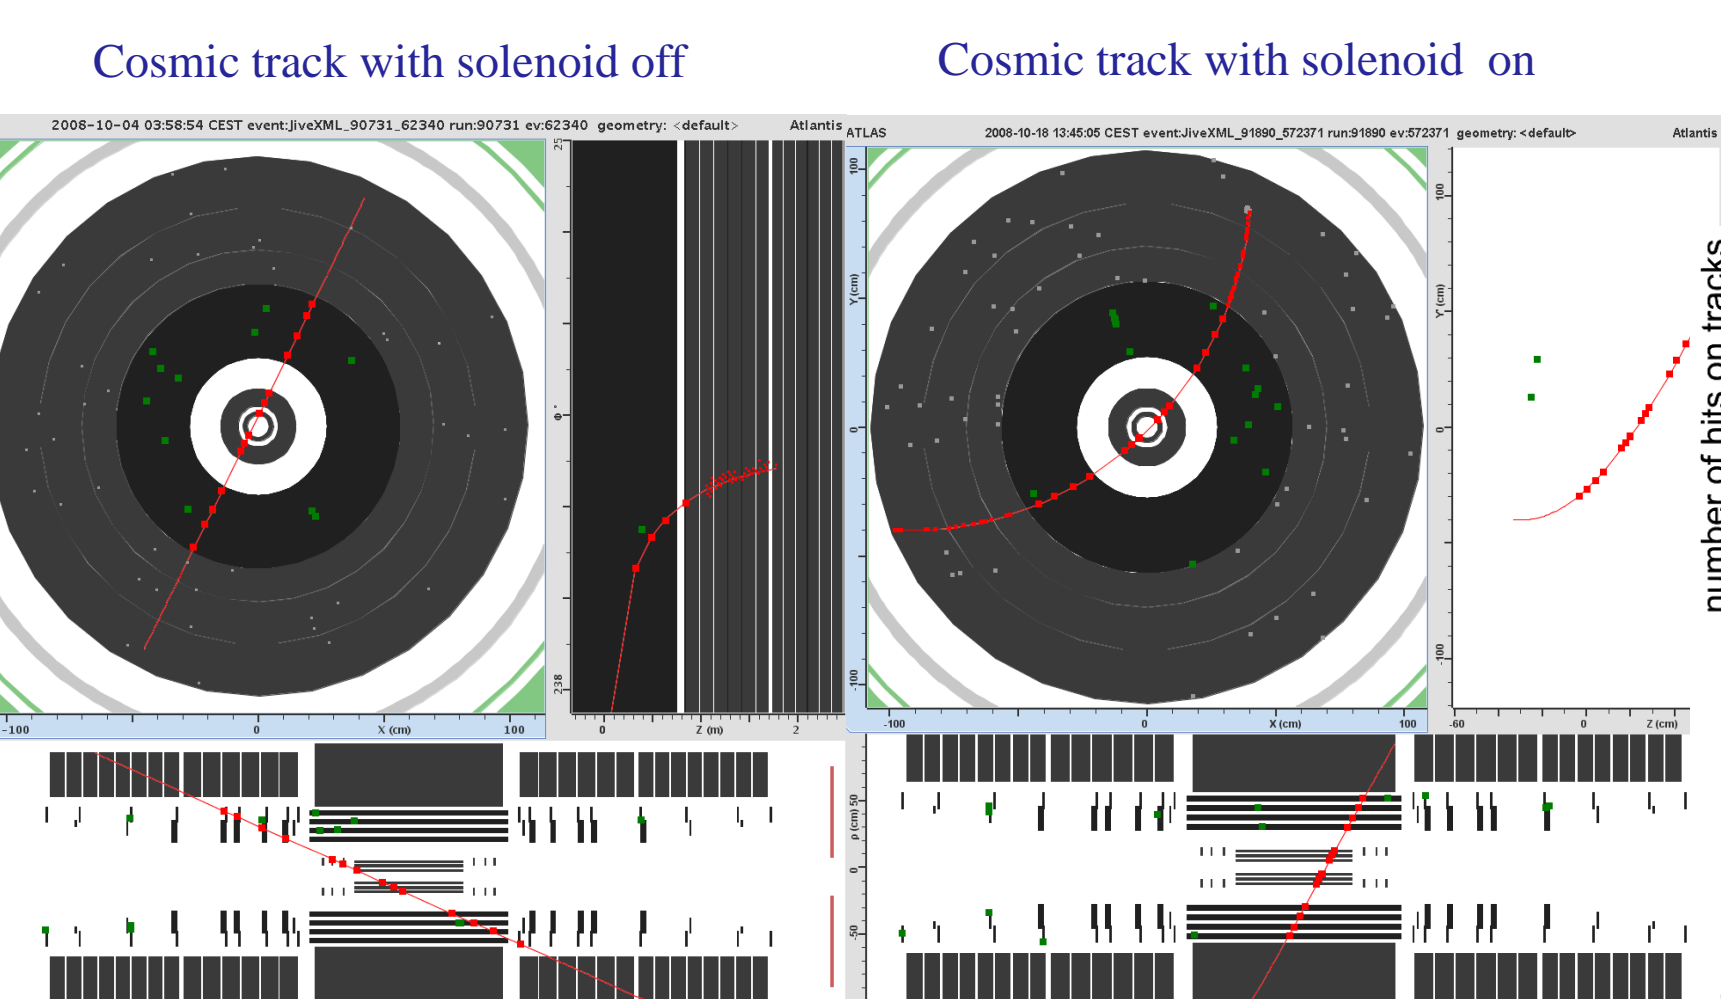 Cosmic track with solenoid off
Cosmic track with solenoid  on
2008-10-04 03:58:54 CEST event:JiveXML_90731_62340 run:90731 ev:62340  geometry: <default>
Atlantis
ATLAS
2008-10-18 13:45:05 CEST event:JiveXML_91890_572371 run:91890 ev:572371  geometry: <default>
Atlantis
25
Φ °
238
100
Y (cm)
0
-100
100
Y' (cm)
0
-100
number of hits on tracks
-100
0
X (cm)
100
0
Z (m)
2
-100
0
X (cm)
100
-60
0
Z (cm)
50
ρ (cm)
0
-50